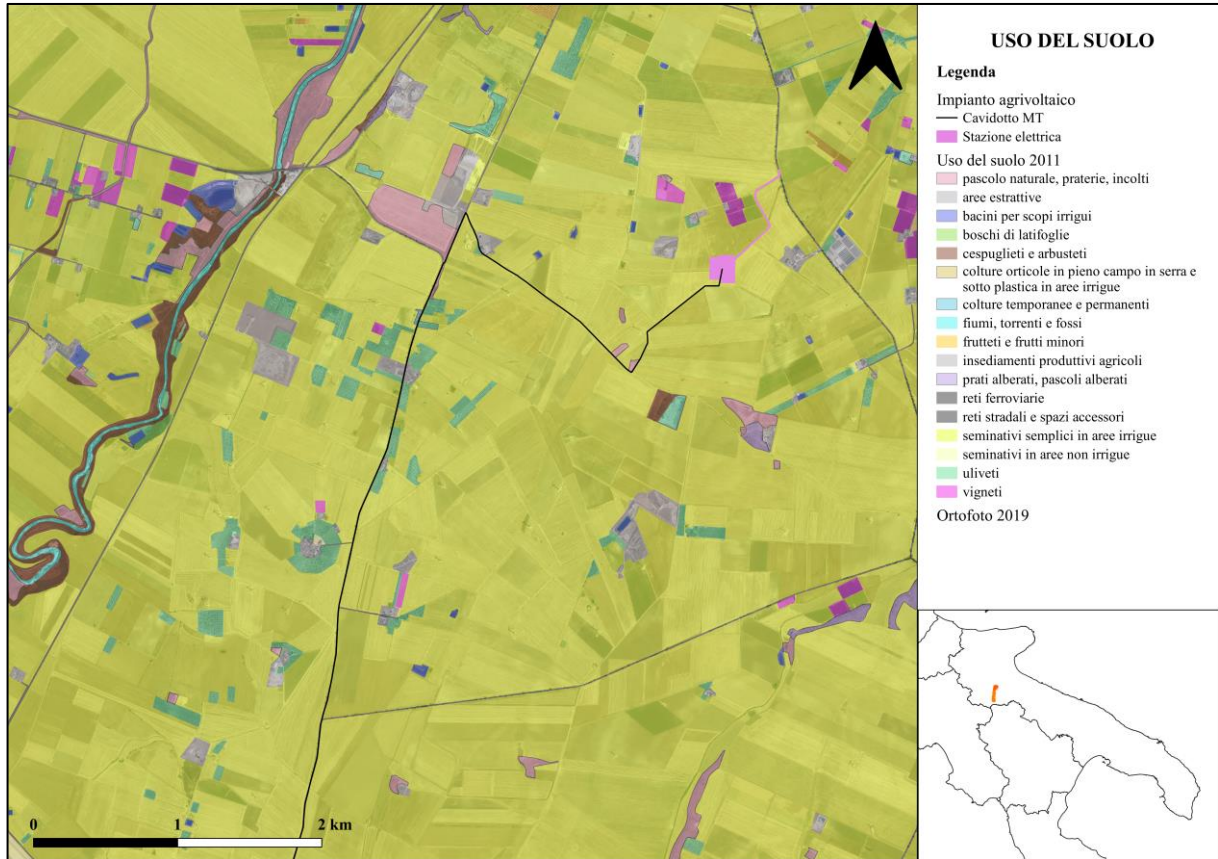 USO DEL SUOLO
Legenda
Impianto agrivoltaico
Cavidotto MT
Stazione elettrica
Uso del suolo 2011
pascolo naturale, praterie, incolti
aree estrattive
bacini per scopi irrigui
boschi di latifoglie
cespuglieti e arbusteti
colture orticole in pieno campo in serra e
sotto plastica in aree irrigue
colture temporanee e permanenti
fiumi, torrenti e fossi
frutteti e frutti minori
insediamenti produttivi agricoli
prati alberati, pascoli alberati
reti ferroviarie
reti stradali e spazi accessori
seminativi semplici in aree irrigue
seminativi in aree non irrigue
uliveti
vigneti
Ortofoto 2019
0 1 2 km